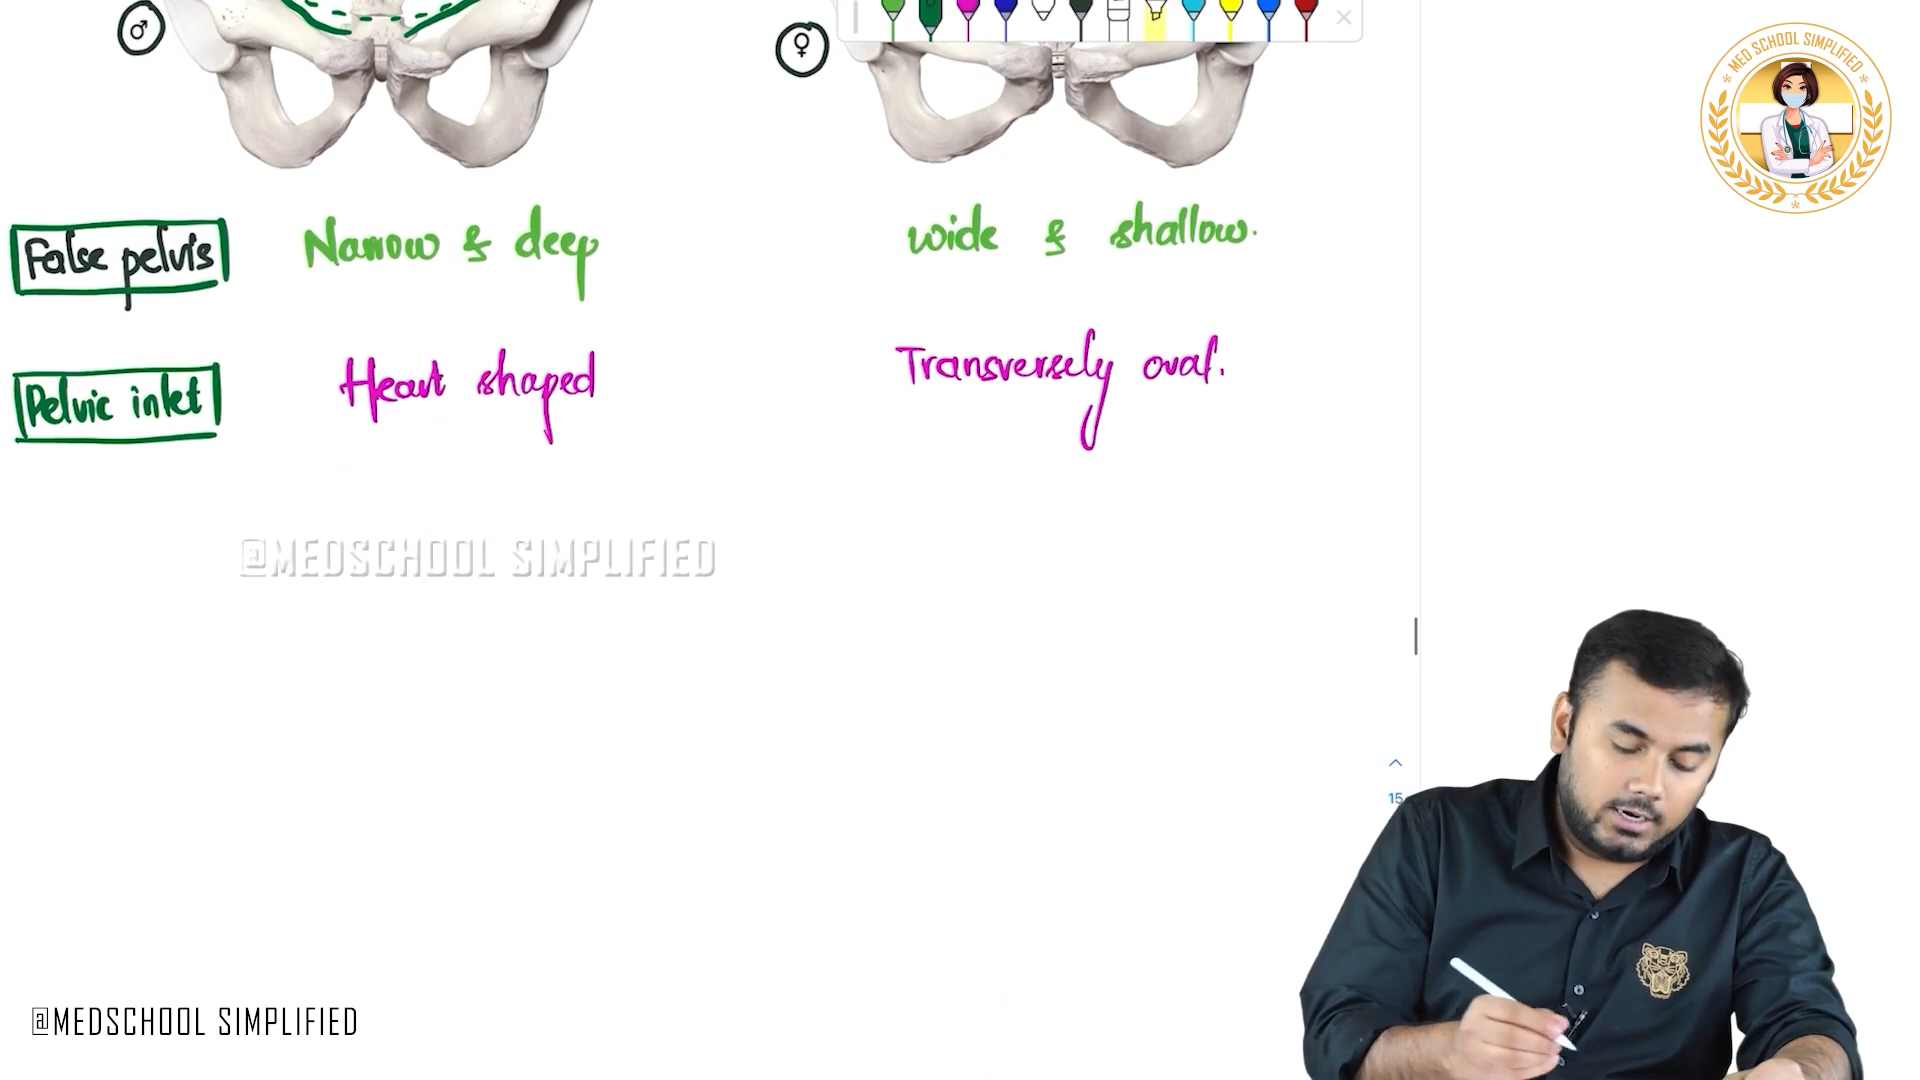 ♂
♀
MED SCHOOL SIMPLIFIED
False pelvis
Narrow & deep
wide & shallow.
Pelvic inlet
Heart shaped
Transversely oval.
@MEDSCHOOL SIMPLIFIED
15
@MEDSCHOOL SIMPLIFIED